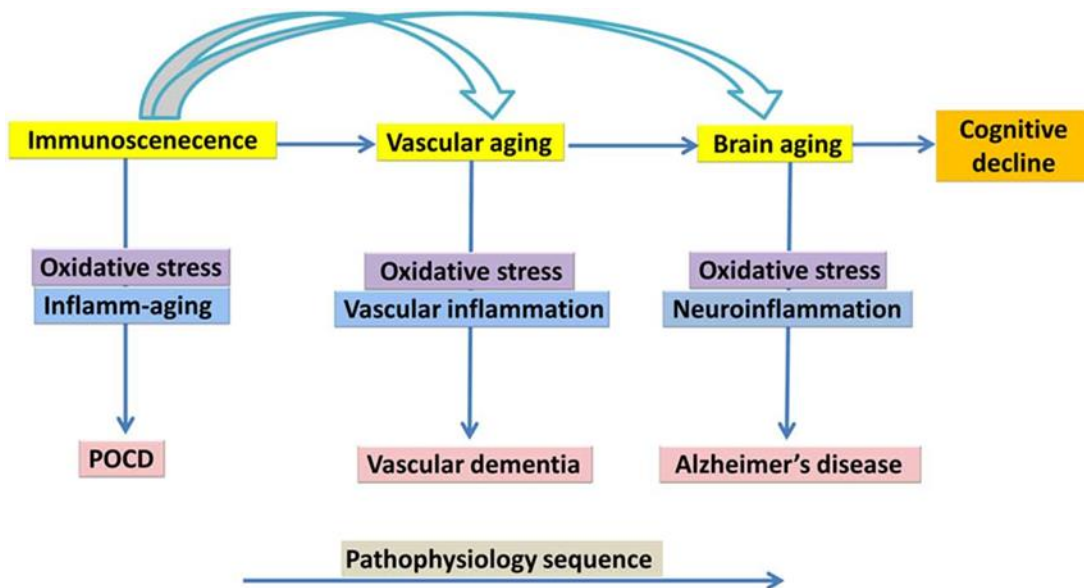 Immunoscenecence
Vascular aging
Brain aging
Cognitive
decline
Oxidative stress
Inflamm-aging
Oxidative stress
Vascular inflammation
Oxidative stress
Neuroinflammation
POCD
Vascular dementia
Alzheimer's disease
Pathophysiology sequence